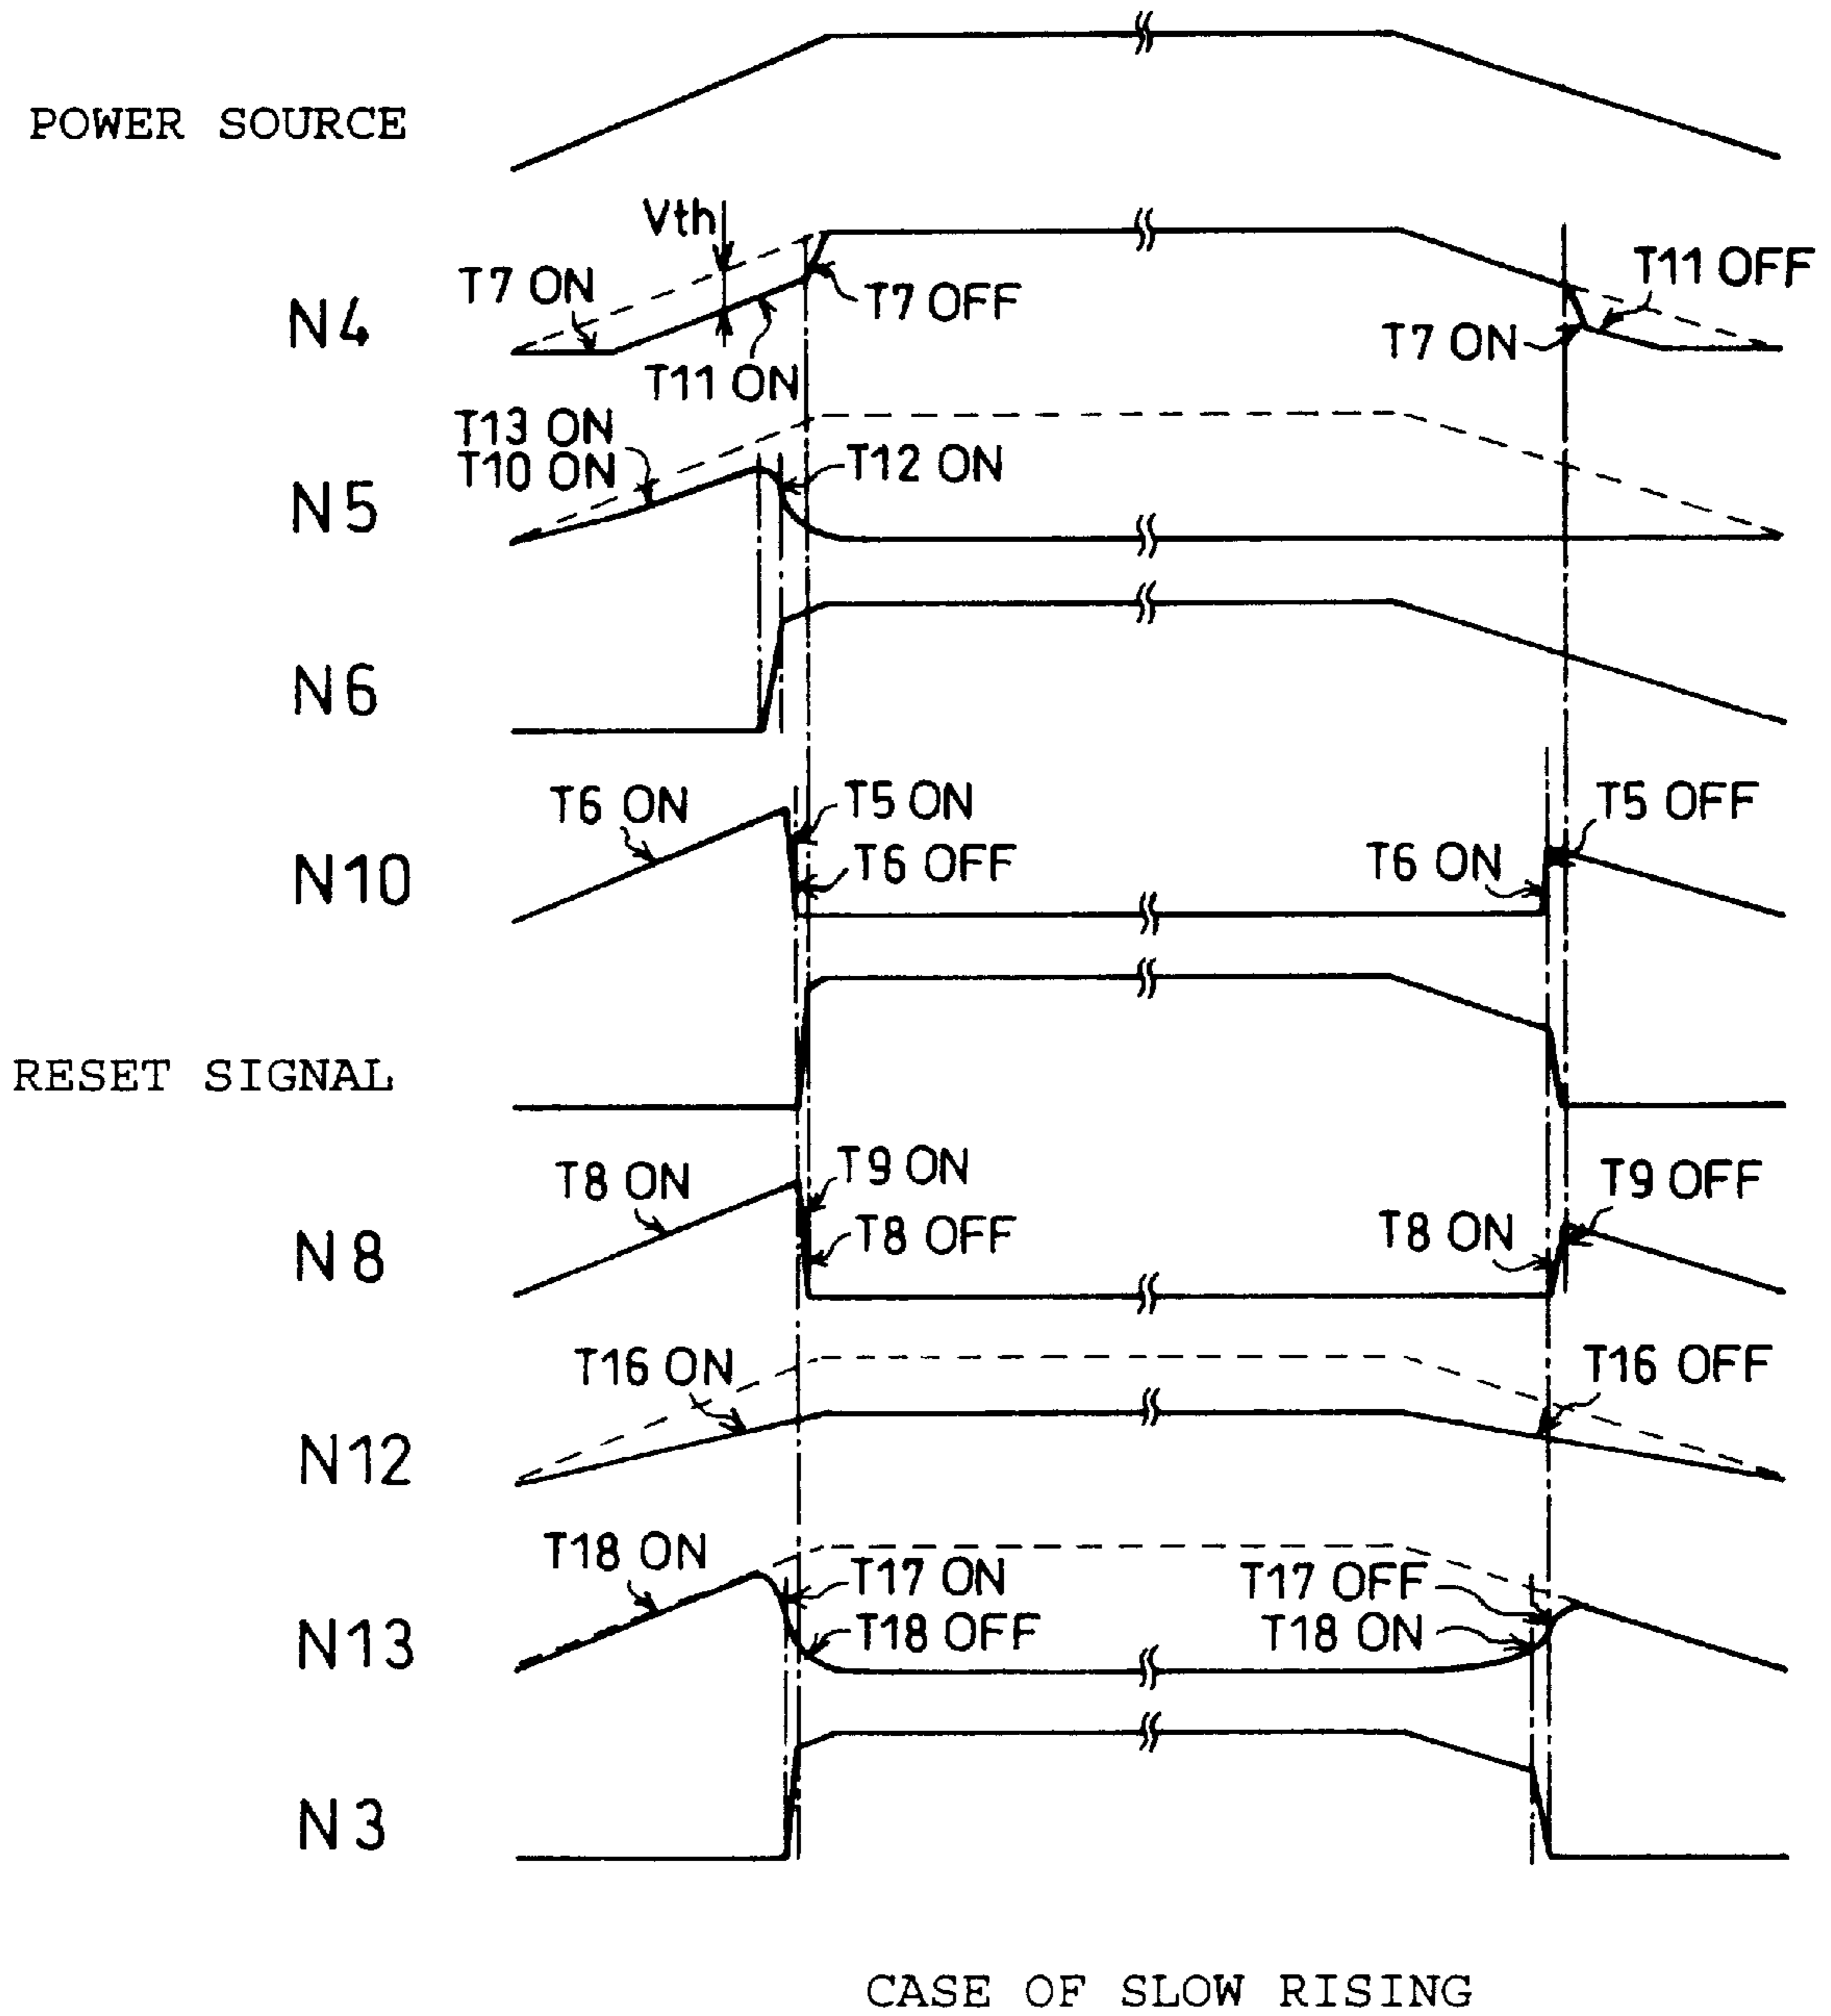 POWER SOURCE
Vth
T7 ON
T7 OFF
T11 ON
T11 OFF
T7 ON
N4
T13 ON
T10 ON
T12 ON
N5
N6
T6 ON
T5 ON
T6 OFF
T6 ON
T5 OFF
N10
RESET SIGNAL
T8 ON
T9 ON
T8 OFF
T8 ON
T9 OFF
N8
T16 ON
T16 OFF
N12
T18 ON
T17 ON
T18 OFF
T17 OFF
T18 ON
N13
N3
CASE OF SLOW RISING